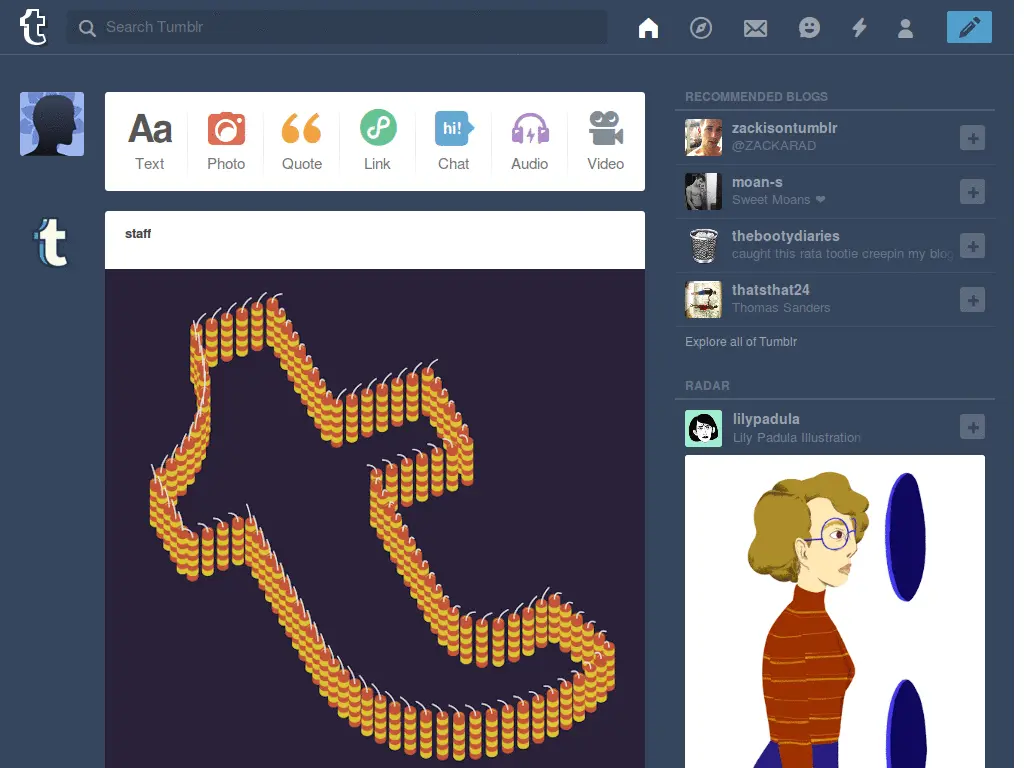 Search Tumblr
Aa
Text
Photo
Quote
Link
hi!
Chat
Audio
Video
t
staff
RECOMMENDED BLOGS
zackisontumblr
@ZACKARAD
moan-s
Sweet Moans ❤
thebootydiaries
caught this rata tootie creepin my blog
thatsthat24
Thomas Sanders
Explore all of Tumblr
RADAR
lilypadula
Lily Padula Illustration